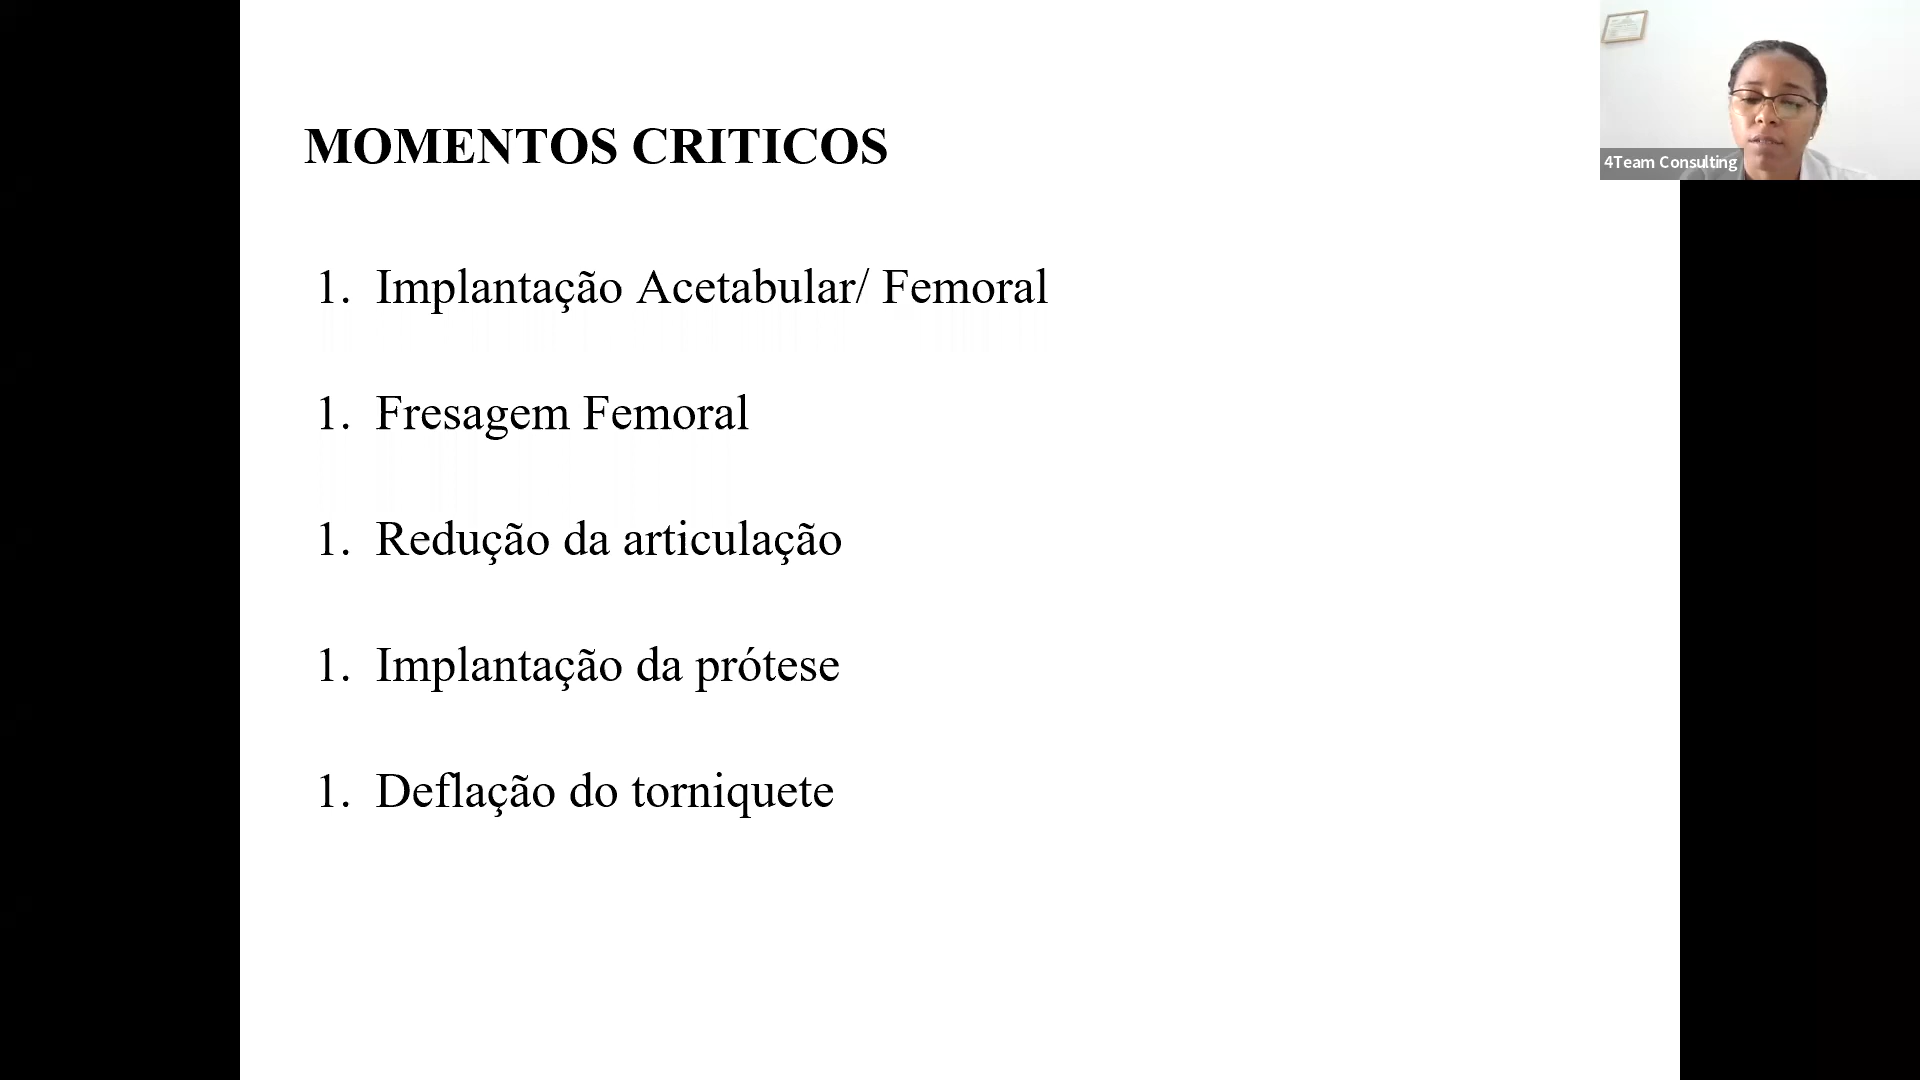 MOMENTOS CRITICOS
1. Implantação Acetabular/ Femoral
1. Fresagem Femoral
1. Redução da articulação
1. Implantação da prótese
1. Deflação do torniquete
4Team Consulting